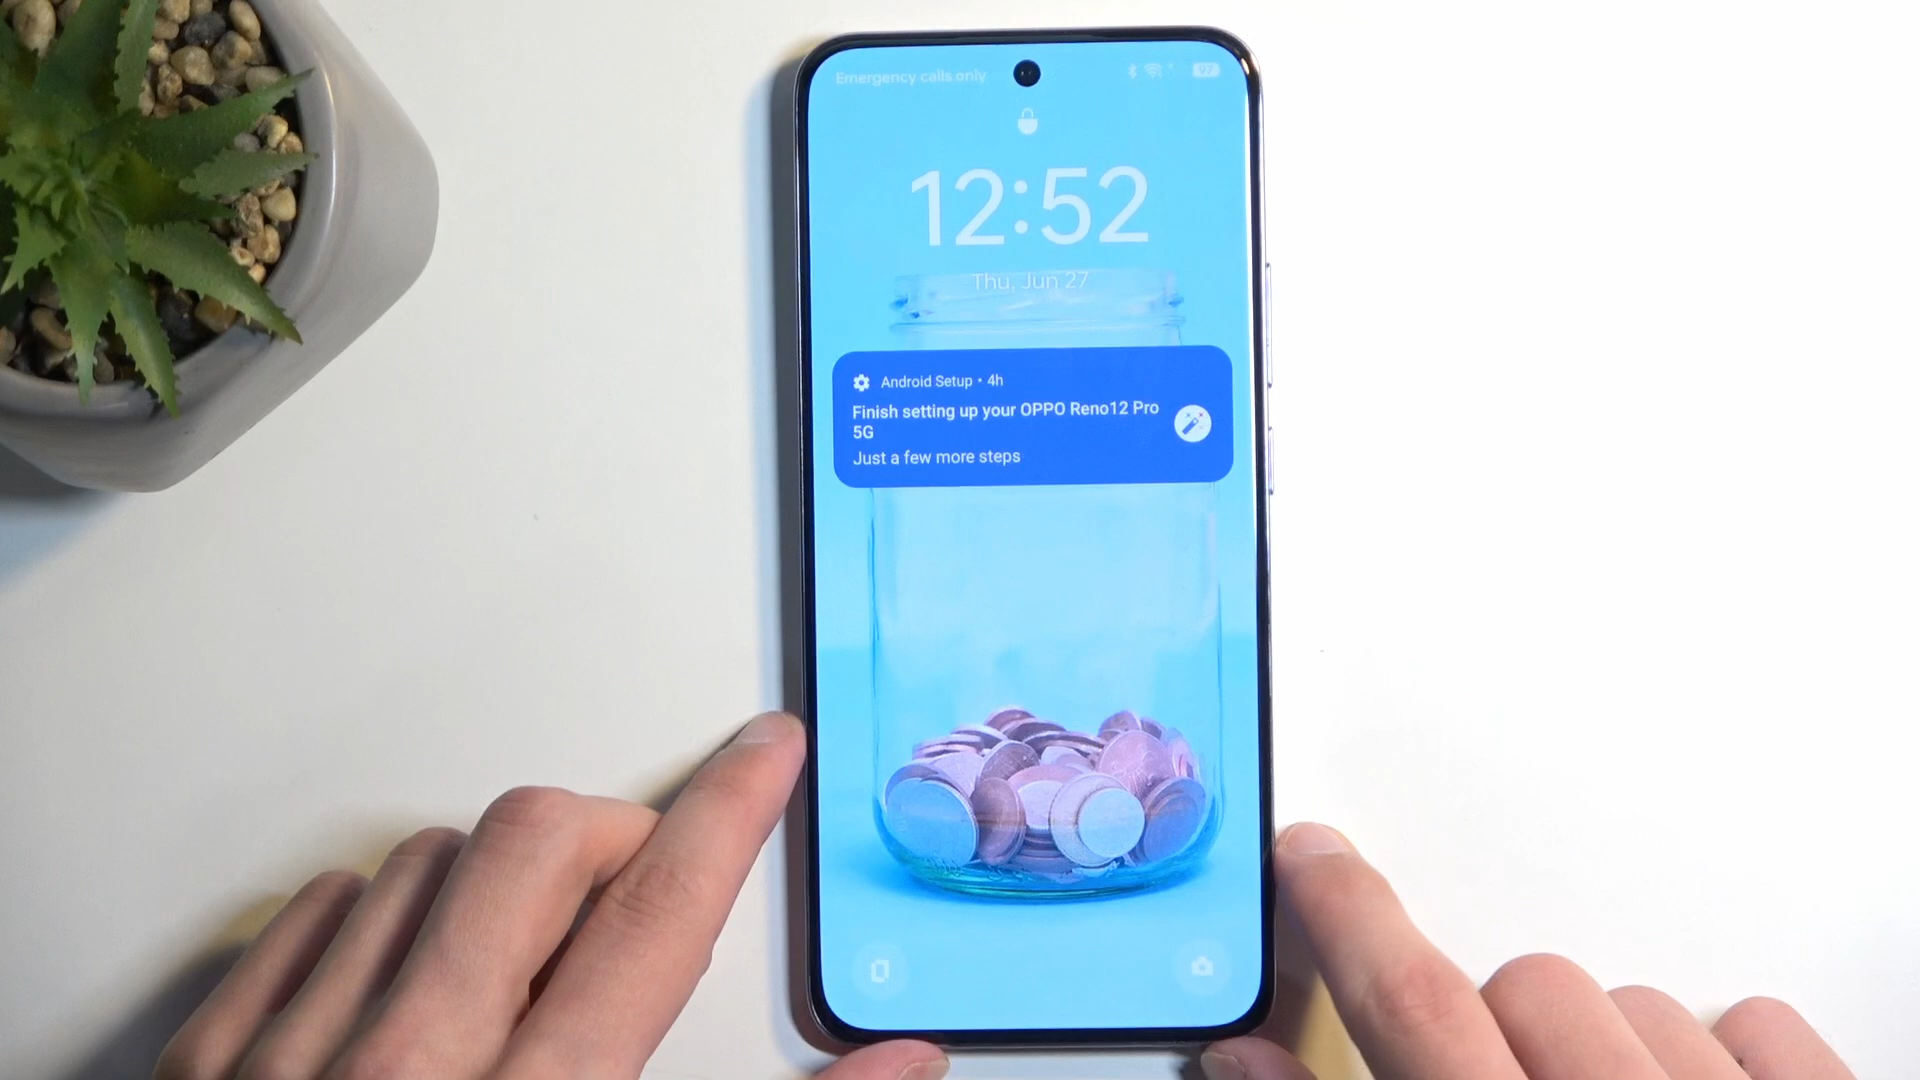 Emergency calls only
97
12:52
Thu, Jun 27
Android Setup • 4h
Finish setting up your OPPO Reno12 Pro
5G
Just a few more steps